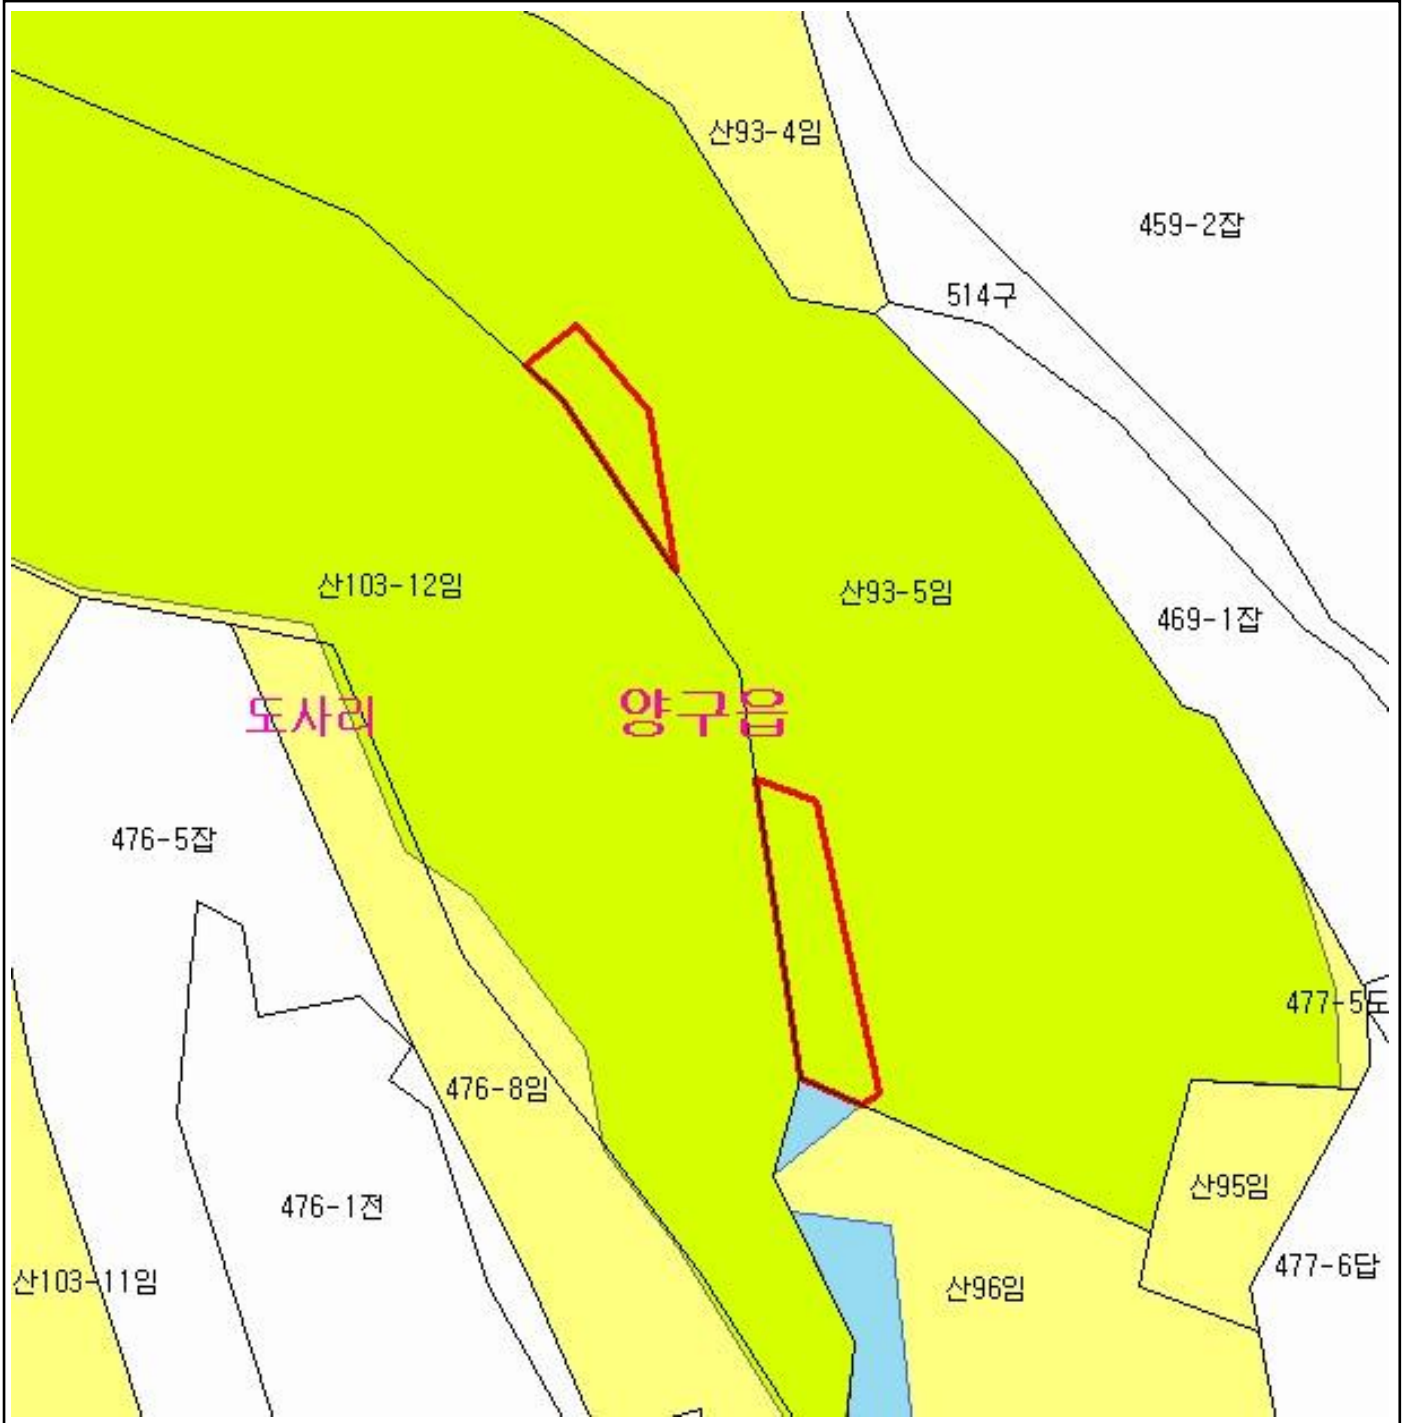 산93-4임
459-2잡
514구
산103-12임
산93-5임
469-1잡
도사리
양구읍
476-5잡
477-5도
476-8임
산95임
476-1전
477-6답
산103-11임
산96임